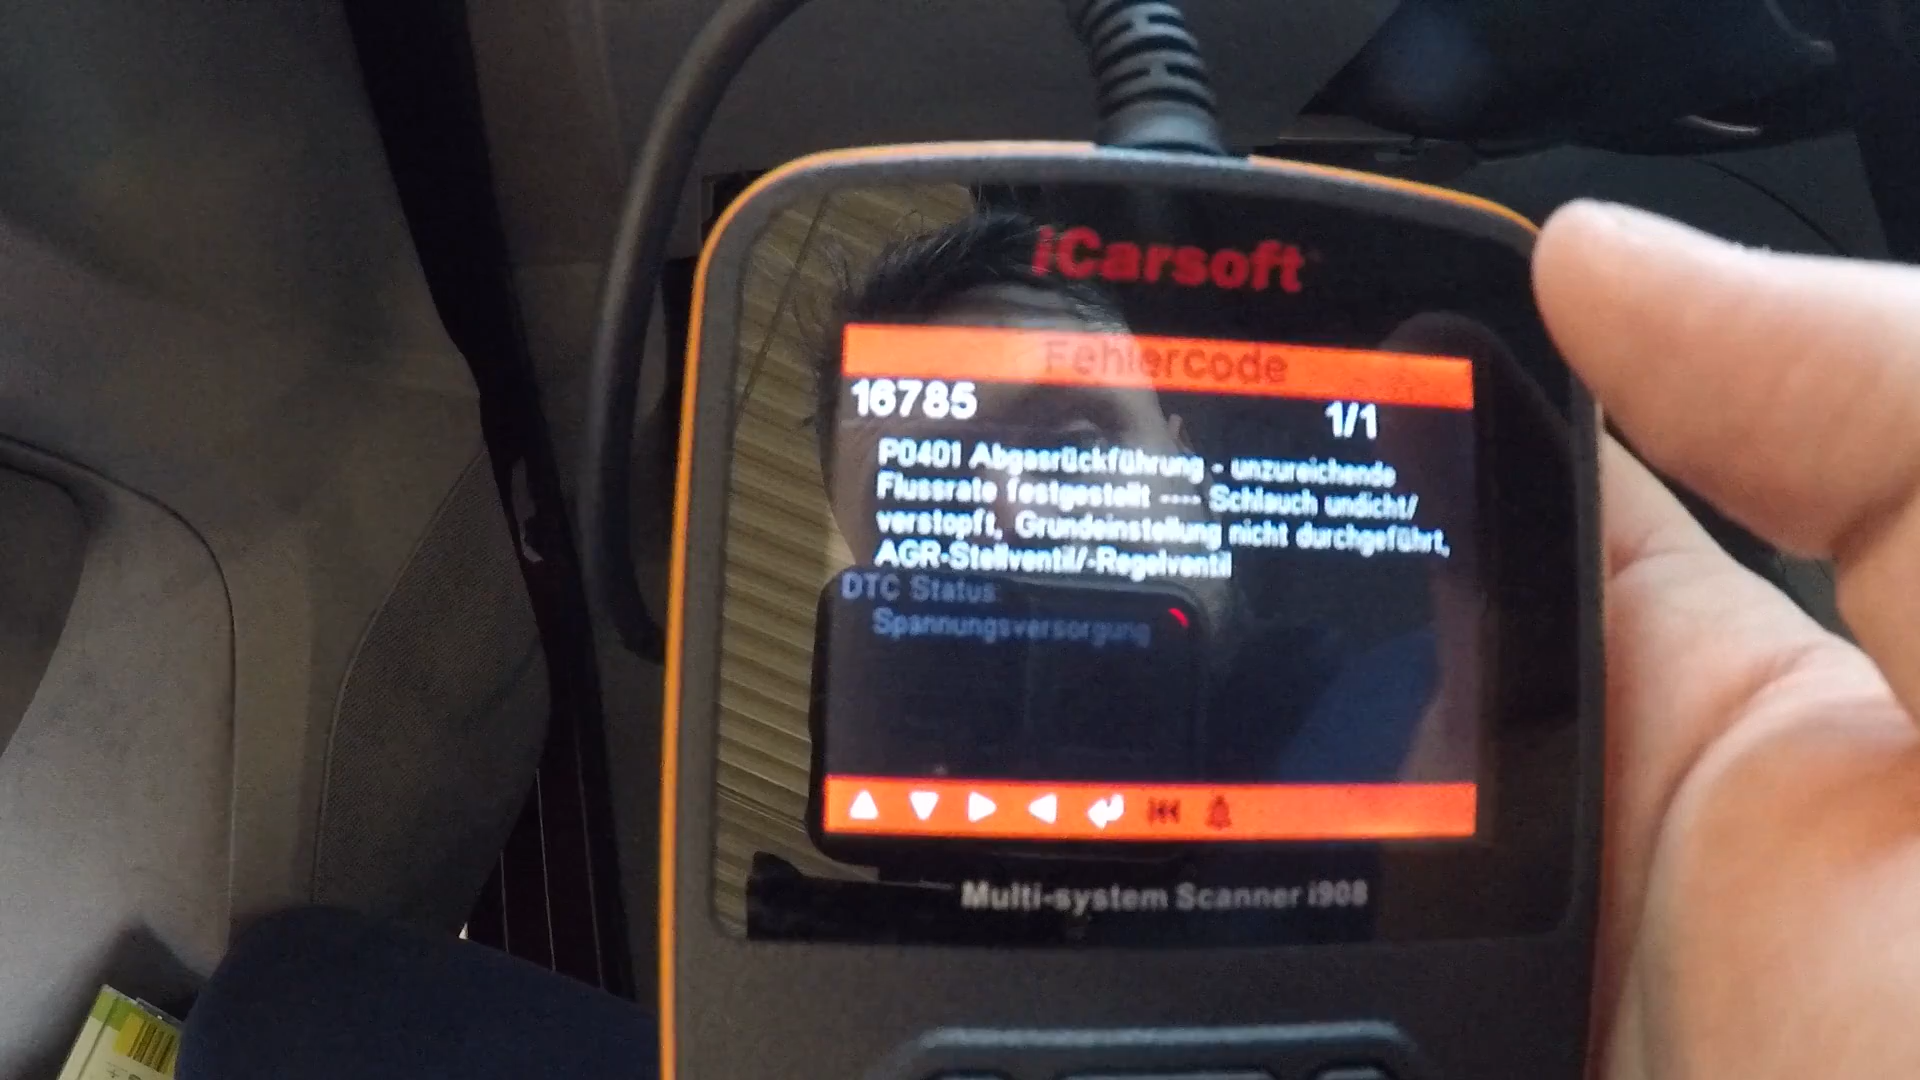 iCarsoft
Fehlercode
16785 1/1
P0401 Abgasrückführung - unzureichende
Flussrate festgestellt ---- Schlauch undicht/
verstopft, Grundeinstellung nicht durchgeführt,
AGR-Stellventil/-Regelventil
DTC Status:
Spannungsversorgung
Multi-system Scanner i908